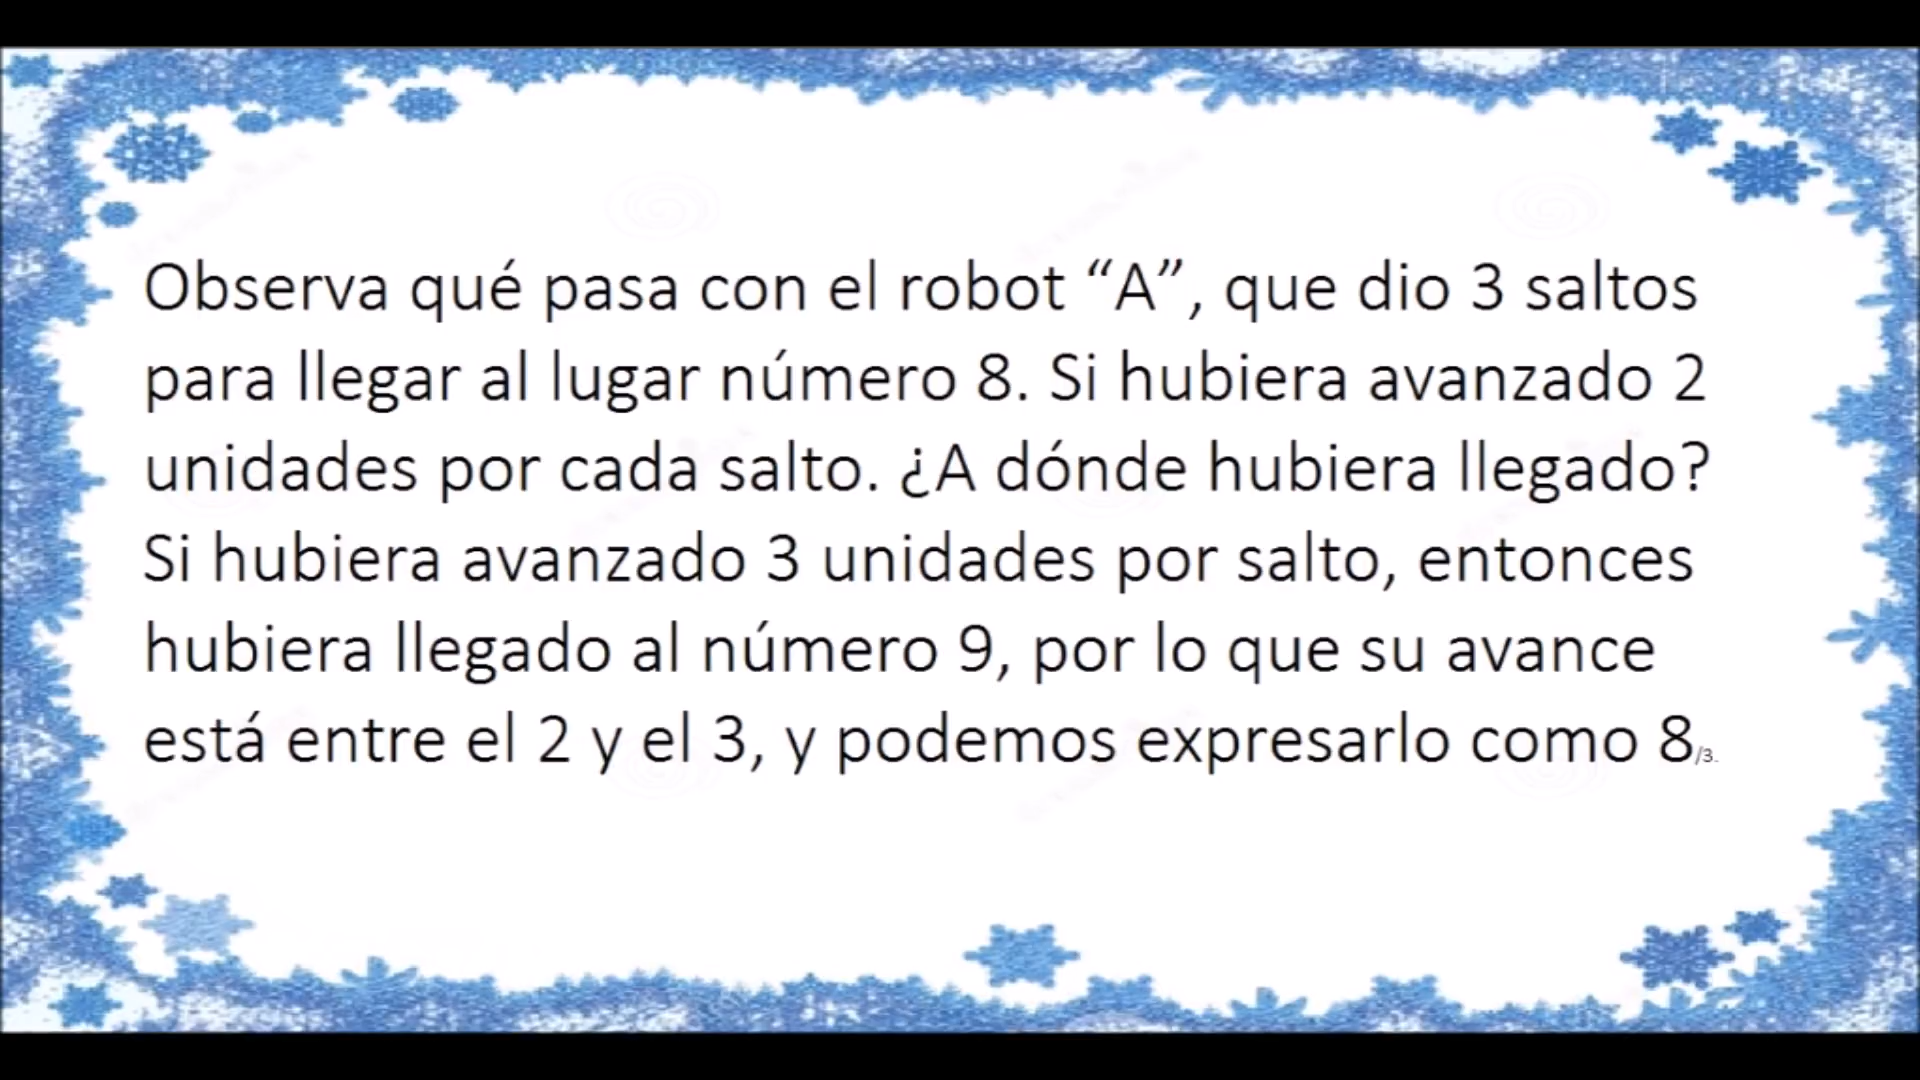 Observa qué pasa con el robot “A”, que dio 3 saltos
para llegar al lugar número 8. Si hubiera avanzado 2
unidades por cada salto. ¿A dónde hubiera llegado?
Si hubiera avanzado 3 unidades por salto, entonces
hubiera llegado al número 9, por lo que su avance
está entre el 2 y el 3, y podemos expresarlo como 8/3.